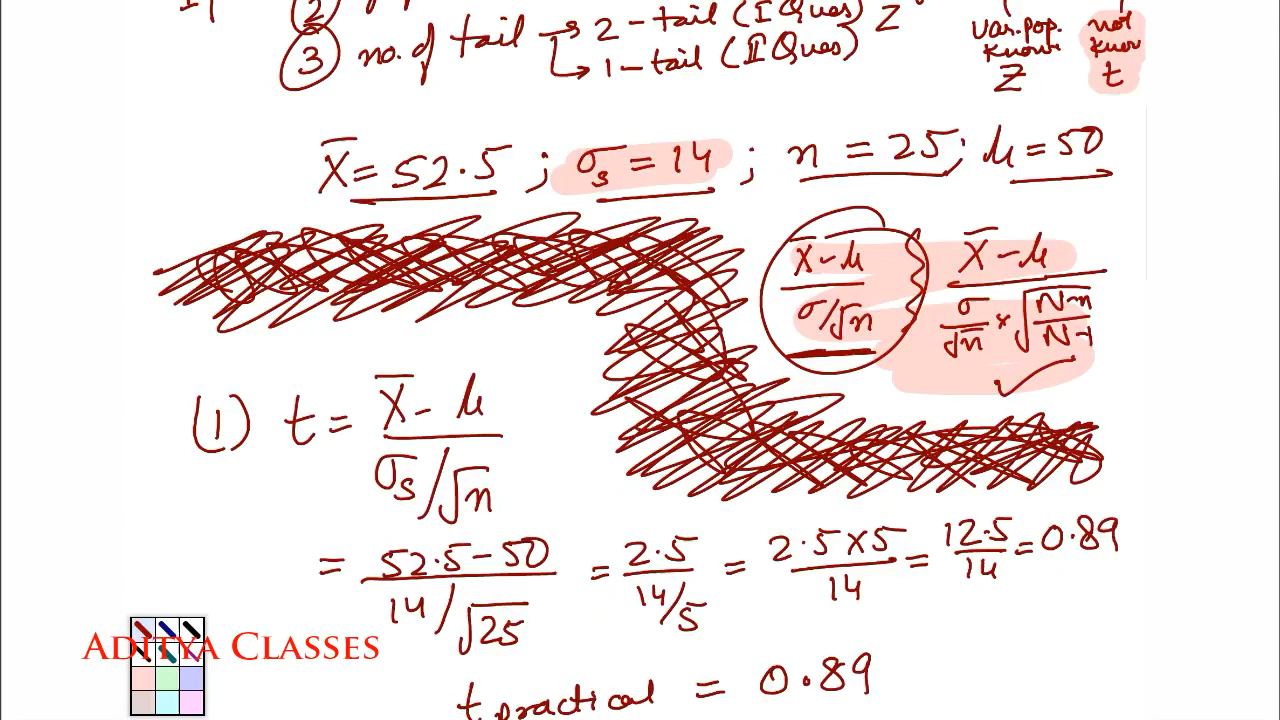 ②
③ no. of tail → 2-tail (I Ques) Z
↳ 1-tail (II Ques)
var. pop. known Z
not know t
X̄ = 52.5 ; σs = 14 ; n = 25 ; μ = 50
X̄ - μ / σ/√n
X̄ - μ / σ/√n × √N-n/N-1 ✓
(1) t = X̄ - μ / σs/√n
= 52.5 - 50 / 14/√25 = 2.5 / 14/5 = 2.5 × 5 / 14 = 12.5 / 14 = 0.89
t practical = 0.89
ADITYA CLASSES